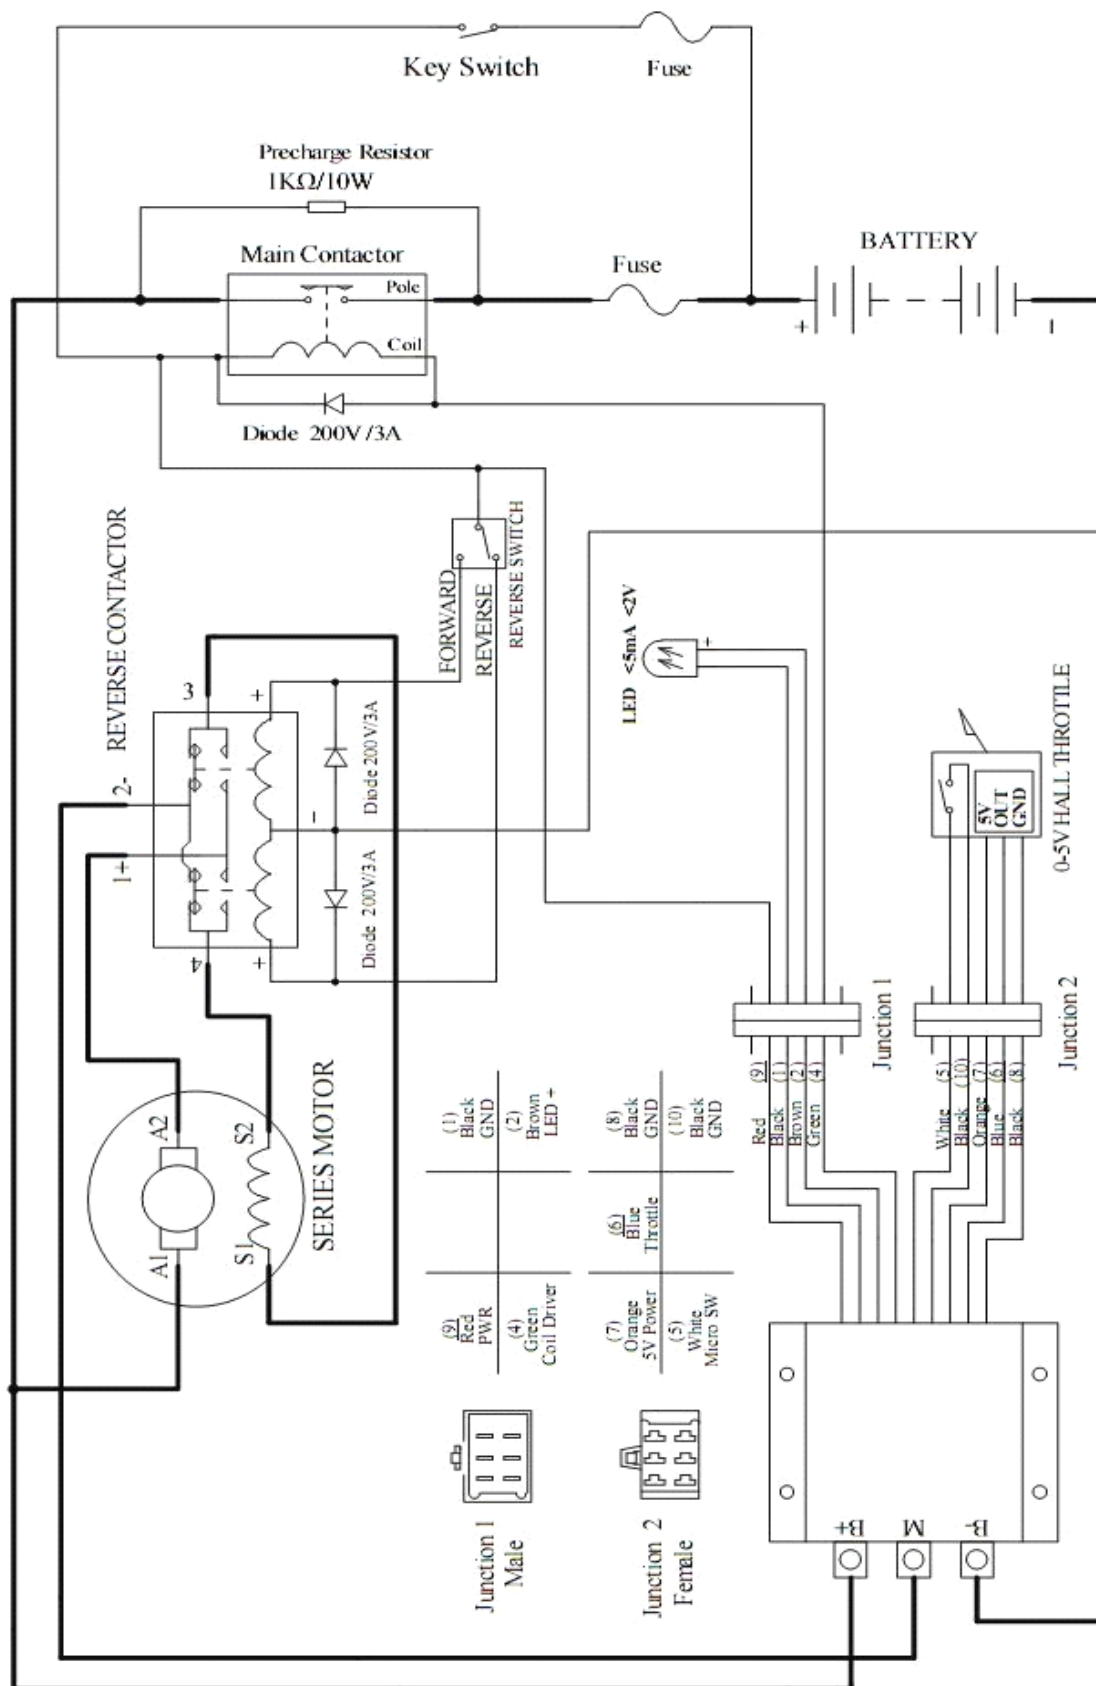 Key Switch
Fuse
Precharge Resistor
1KΩ/10W
Main Contactor
Pole
Coil
Fuse
BATTERY
+
-
Diode 200V/3A
REVERSE CONTACTOR
FORWARD
REVERSE
REVERSE SWITCH
LED <5mA <2V
+
3
+
2-
1+
-
4
+
Diode 200V/3A
Diode 200V/3A
5V
OUT
GND
0-5V HALL THROTTLE
Junction 1
Junction 2
(9)
(1)
(2)
(4)
Red
Black
Brown
Green
(5)
(10)
(7)
(6)
(8)
White
Black
Orange
Blue
Black
A2
S2
A1
S1
SERIES MOTOR
(1)
Black
GND
(2)
Brown
LED +
(9)
Red
PWR
(4)
Green
Coil Driver
(8)
Black
GND
(10)
Black
GND
(6)
Blue
Throttle
(7)
Orange
5V Power
(5)
White
Micro SW
Junction 1
Male
Junction 2
Female
B+
M
B-